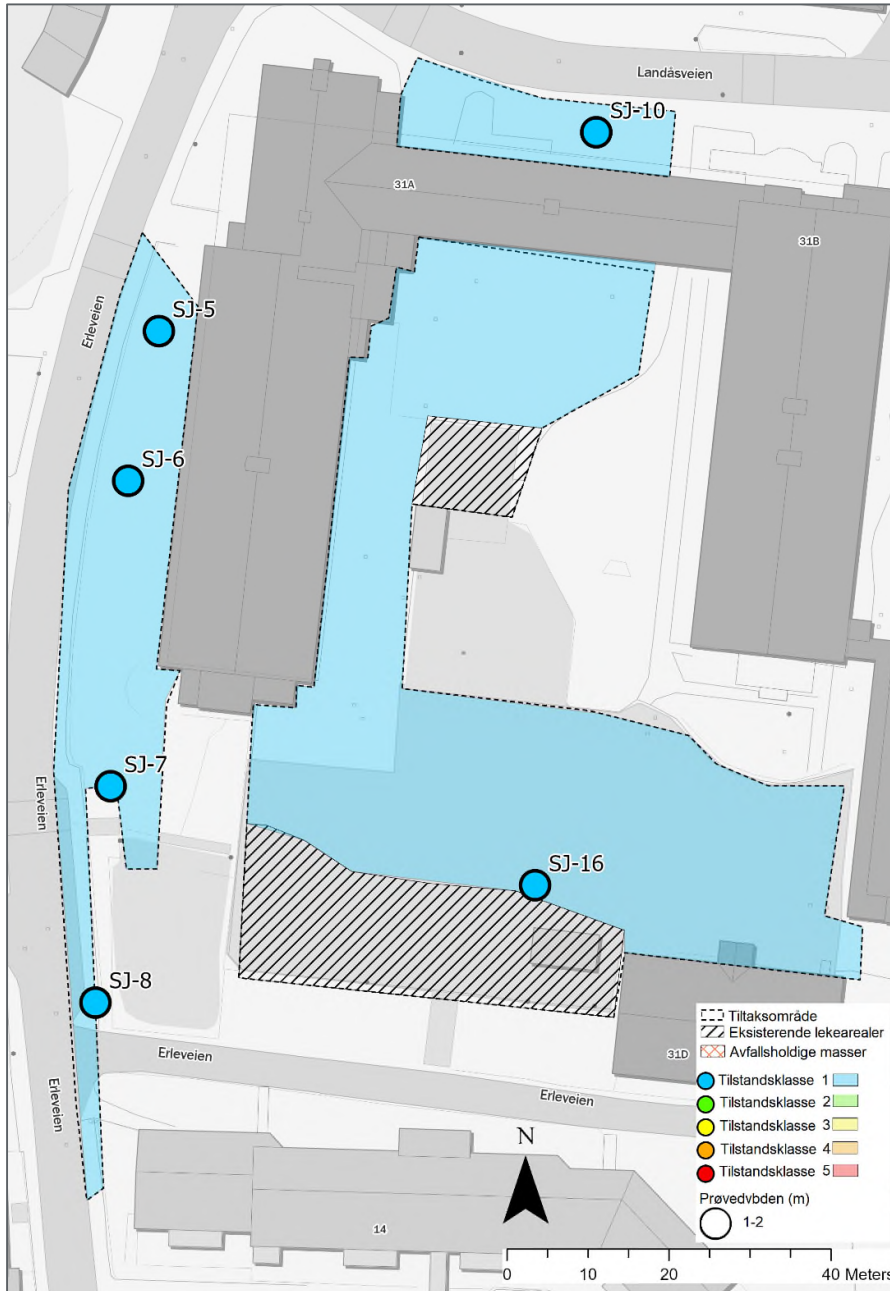 Landåsveien
SJ-10
31A
31B
Erleveien
SJ-5
SJ-6
SJ-7
Erleveien
SJ-16
SJ-8
Erleveien
Erleveien
Erleveien
31D
14
N
Tiltaksområde
Eksisterende lekearealer
Avfallsholdige masser
Tilstandsklasse 1
Tilstandsklasse 2
Tilstandsklasse 3
Tilstandsklasse 4
Tilstandsklasse 5
Prøvedvbden (m)
1-2
0 10 20 40 Meters